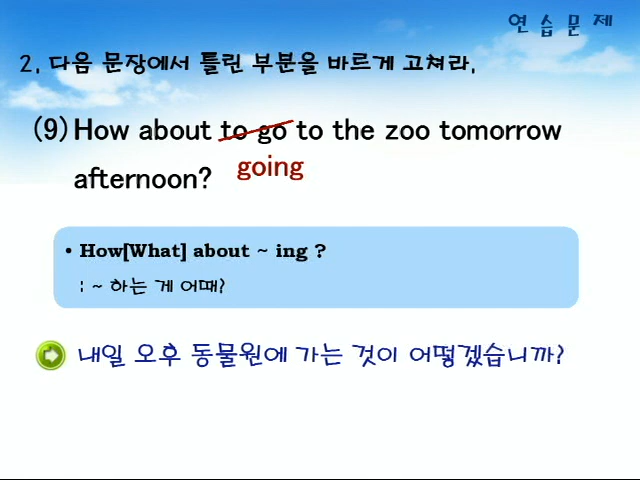 연 습 문 제
2. 다음 문장에서 틀린 부분을 바르게 고쳐라.
(9) How about to go to the zoo tomorrow
going
afternoon?
• How[What] about ~ ing ?
: ~ 하는 게 어때?
내일 오후 동물원에 가는 것이 어떻겠습니까?